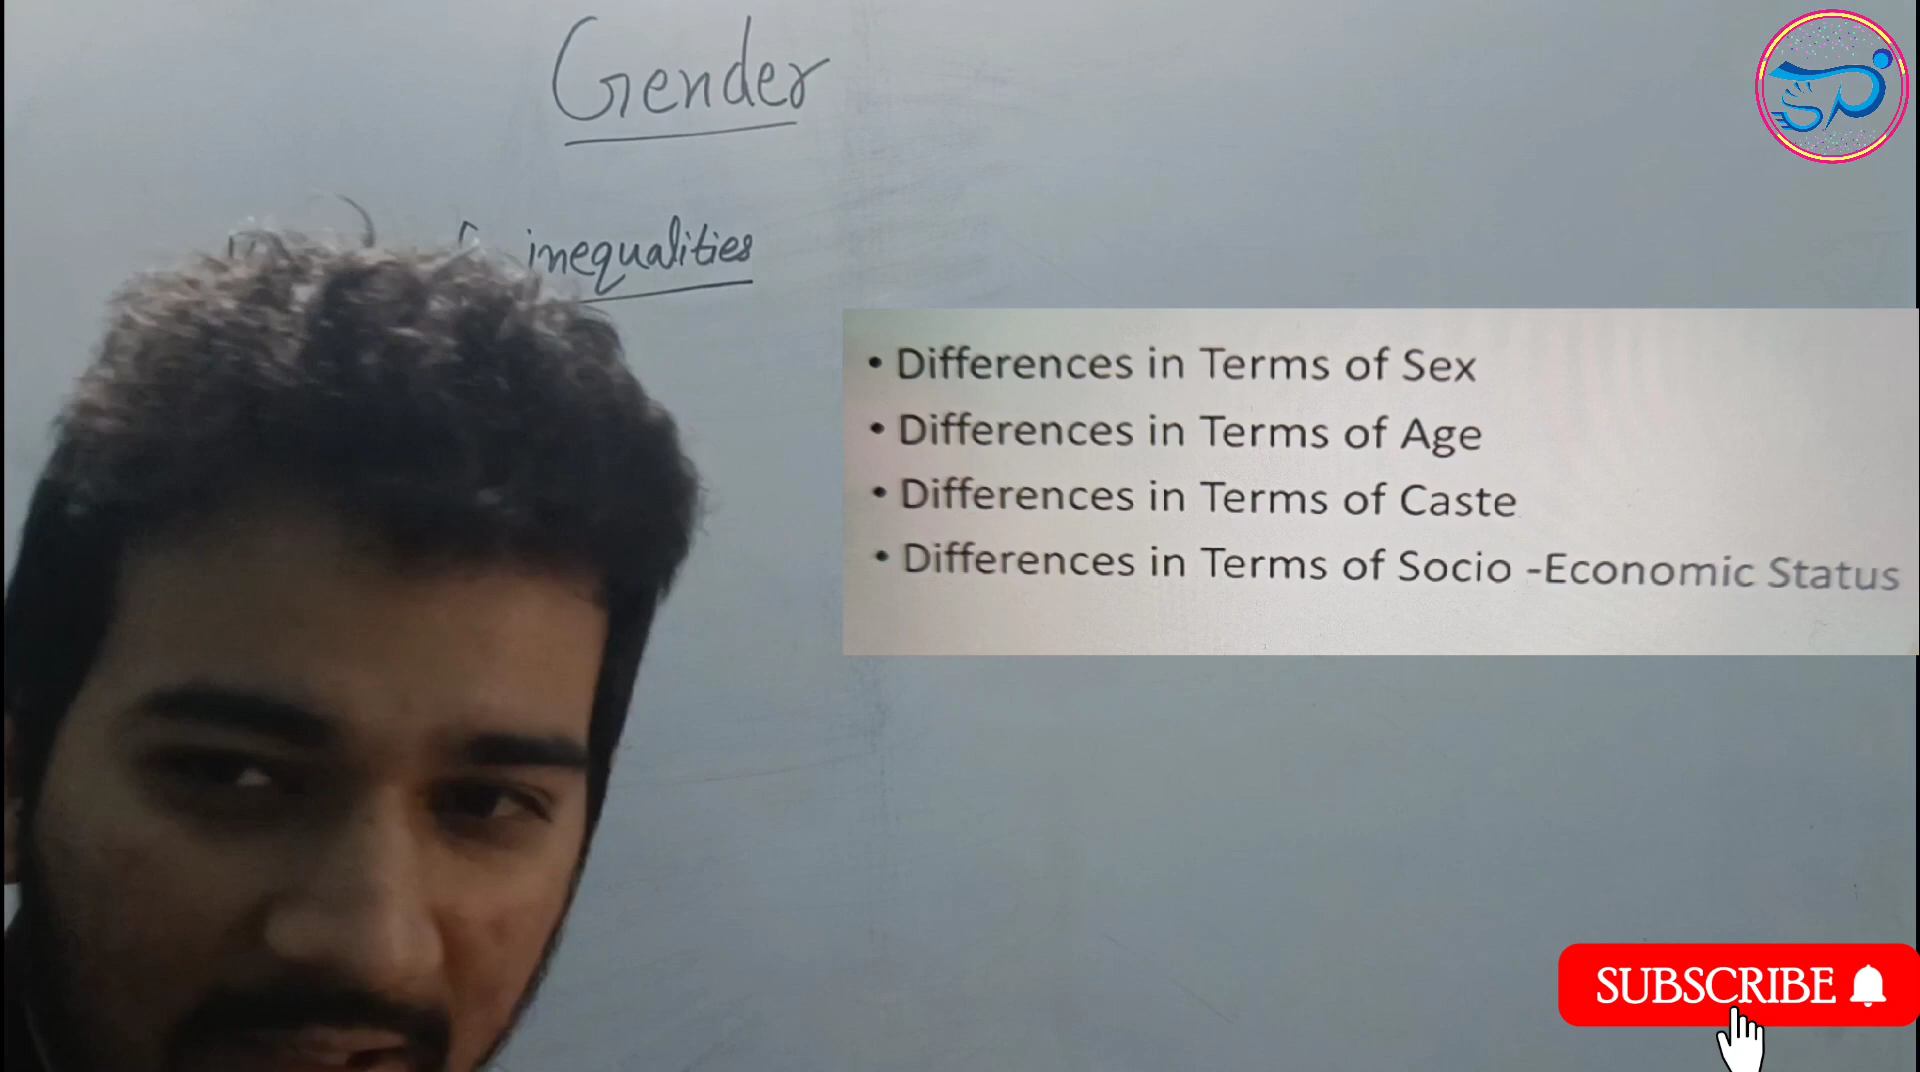 Gender
inequalities
• Differences in Terms of Sex
• Differences in Terms of Age
• Differences in Terms of Caste
• Differences in Terms of Socio -Economic Status
SUBSCRIBE